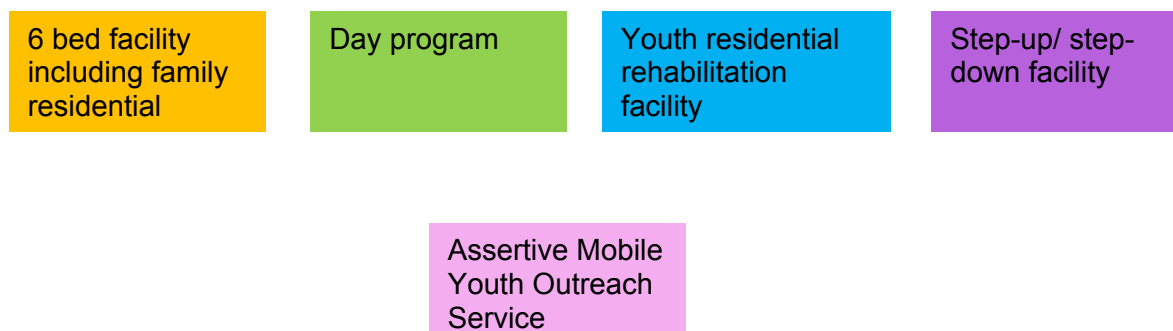 6 bed facility
including family
residential
Day program
Youth residential
rehabilitation
facility
Step-up/ step-
down facility
Assertive Mobile
Youth Outreach
Service